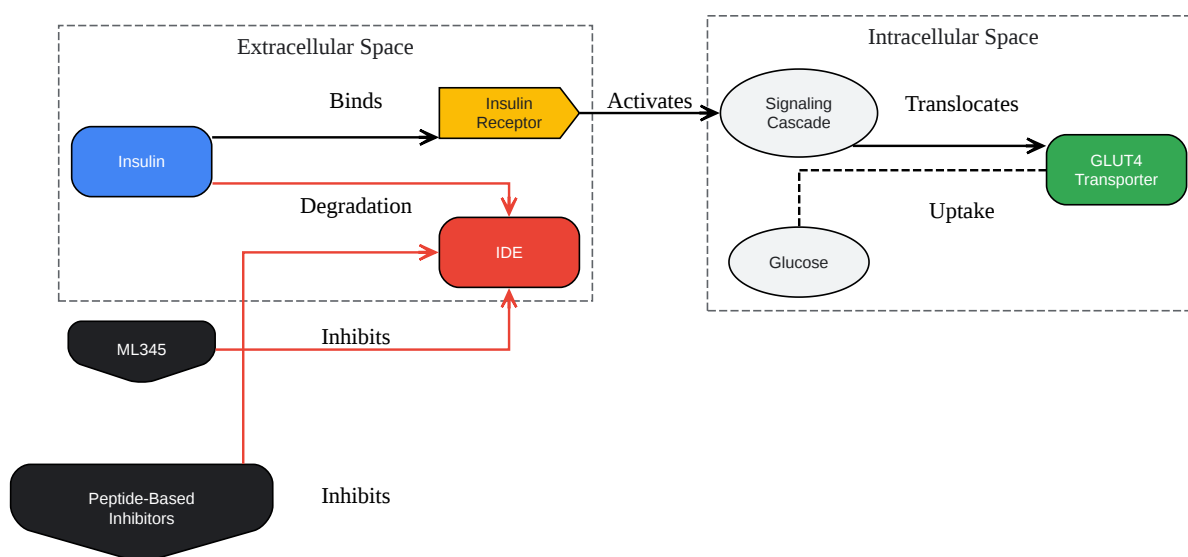 Extracellular Space
Intracellular Space
Binds
Insulin
Receptor
Activates
Signaling
Cascade
Translocates
Insulin
GLUT4
Transporter
Degradation
Uptake
IDE
Glucose
ML345
Inhibits
Peptide-Based
Inhibitors
Inhibits